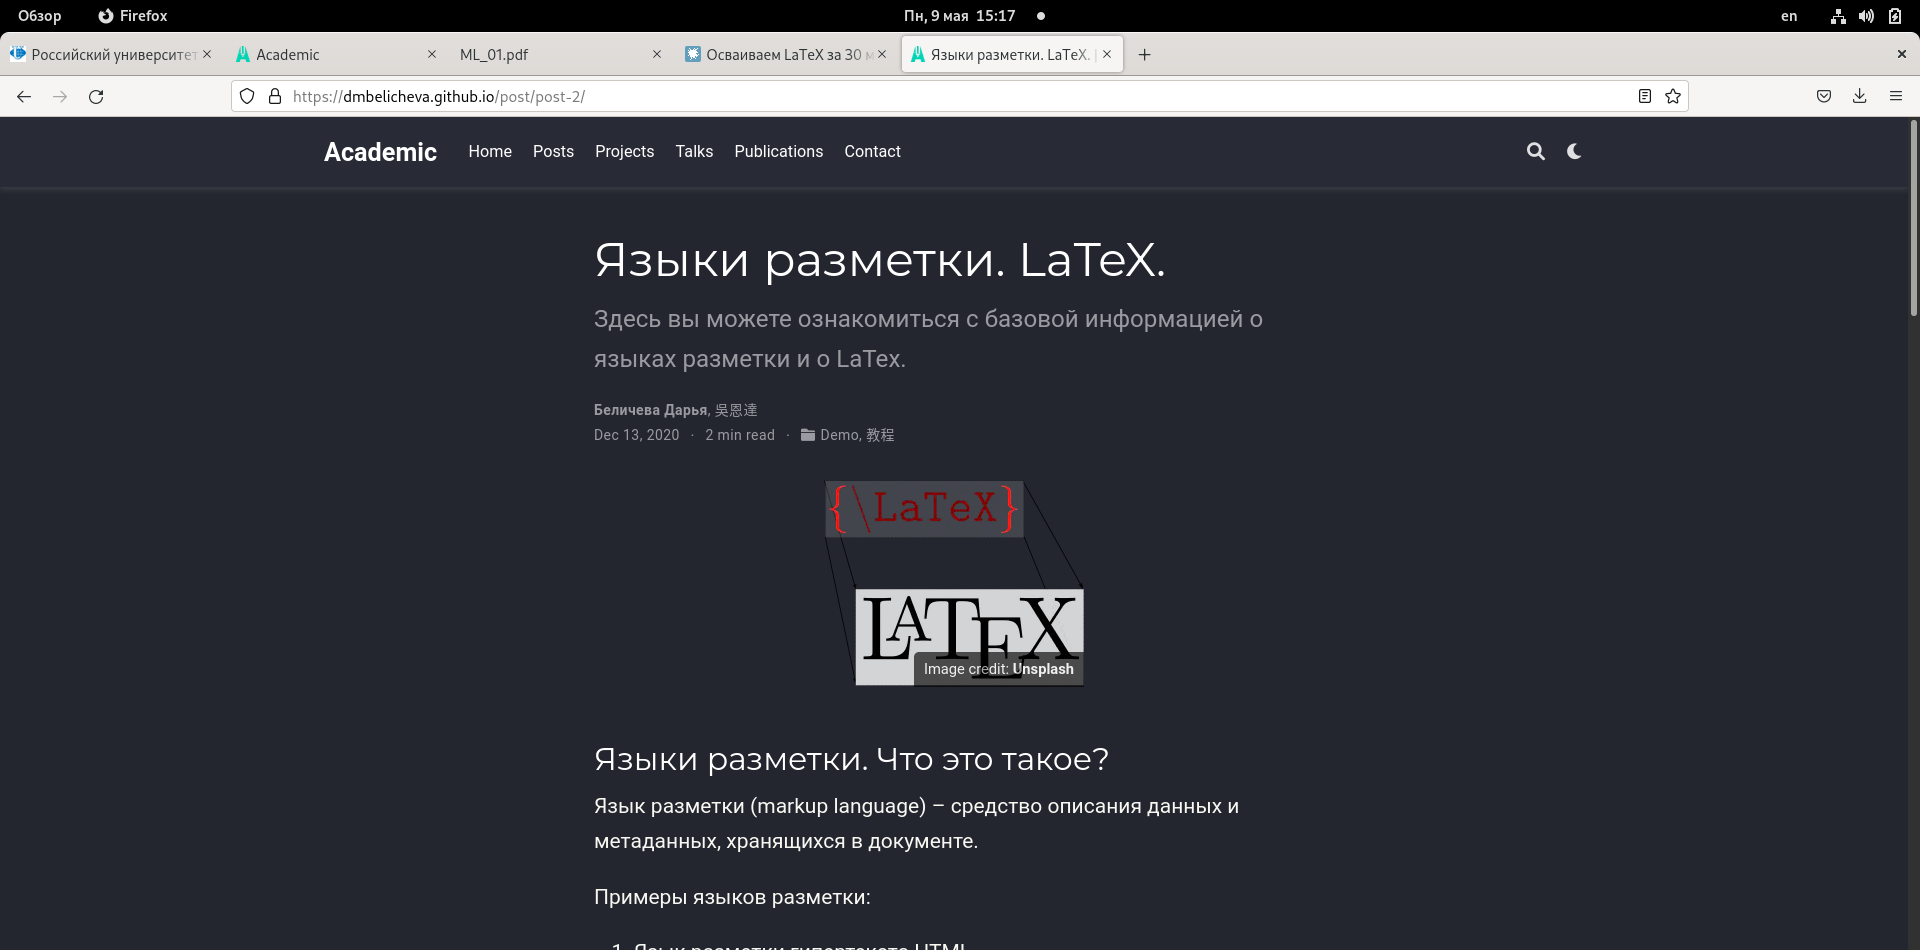 Обзор Firefox Пн, 9 мая 15:17 en
Российский университет Academic ML_01.pdf Осваиваем LaTeX за 30 м Языки разметки. LaTeX. |
https://dmbelicheva.github.io/post/post-2/
Academic Home Posts Projects Talks Publications Contact
Языки разметки. LaTeX.
Здесь вы можете ознакомиться с базовой информацией о
языках разметки и о LaTex.
Беличева Дарья, 吳恩達
Dec 13, 2020 · 2 min read · Demo, 教程
{\LaTeX}
LATEX
Image credit: Unsplash
Языки разметки. Что это такое?
Язык разметки (markup language) – средство описания данных и
метаданных, хранящихся в документе.
Примеры языков разметки:
1. Язык разметки гипертекста HTML